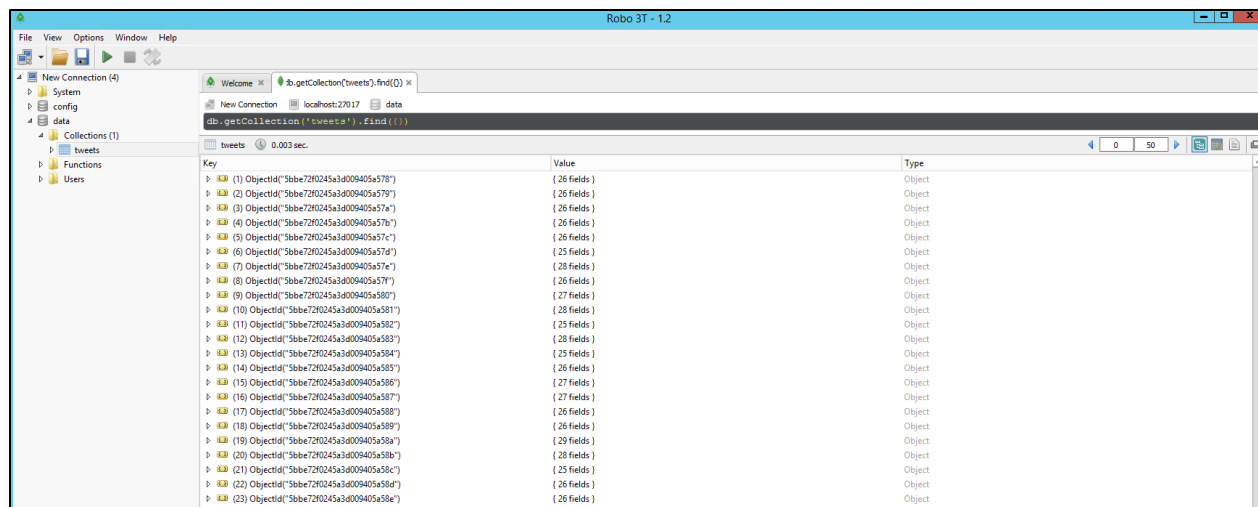 Robo 3T - 1.2
File View Options Window Help
New Connection (4)
System
config
data
Collections (1)
tweets
Functions
Users
Welcome
db.getCollection('tweets').find({})
New Connection localhost:27017 data
db.getCollection('tweets').find({})
tweets 0.003 sec. 0 50
Key Value Type
(1) ObjectId("5bbe72f0245a3d009405a578") { 26 fields } Object
(2) ObjectId("5bbe72f0245a3d009405a579") { 26 fields } Object
(3) ObjectId("5bbe72f0245a3d009405a57a") { 26 fields } Object
(4) ObjectId("5bbe72f0245a3d009405a57b") { 26 fields } Object
(5) ObjectId("5bbe72f0245a3d009405a57c") { 26 fields } Object
(6) ObjectId("5bbe72f0245a3d009405a57d") { 25 fields } Object
(7) ObjectId("5bbe72f0245a3d009405a57e") { 28 fields } Object
(8) ObjectId("5bbe72f0245a3d009405a57f") { 26 fields } Object
(9) ObjectId("5bbe72f0245a3d009405a580") { 27 fields } Object
(10) ObjectId("5bbe72f0245a3d009405a581") { 28 fields } Object
(11) ObjectId("5bbe72f0245a3d009405a582") { 25 fields } Object
(12) ObjectId("5bbe72f0245a3d009405a583") { 28 fields } Object
(13) ObjectId("5bbe72f0245a3d009405a584") { 25 fields } Object
(14) ObjectId("5bbe72f0245a3d009405a585") { 26 fields } Object
(15) ObjectId("5bbe72f0245a3d009405a586") { 27 fields } Object
(16) ObjectId("5bbe72f0245a3d009405a587") { 27 fields } Object
(17) ObjectId("5bbe72f0245a3d009405a588") { 26 fields } Object
(18) ObjectId("5bbe72f0245a3d009405a589") { 26 fields } Object
(19) ObjectId("5bbe72f0245a3d009405a58a") { 29 fields } Object
(20) ObjectId("5bbe72f0245a3d009405a58b") { 28 fields } Object
(21) ObjectId("5bbe72f0245a3d009405a58c") { 25 fields } Object
(22) ObjectId("5bbe72f0245a3d009405a58d") { 26 fields } Object
(23) ObjectId("5bbe72f0245a3d009405a58e") { 26 fields } Object